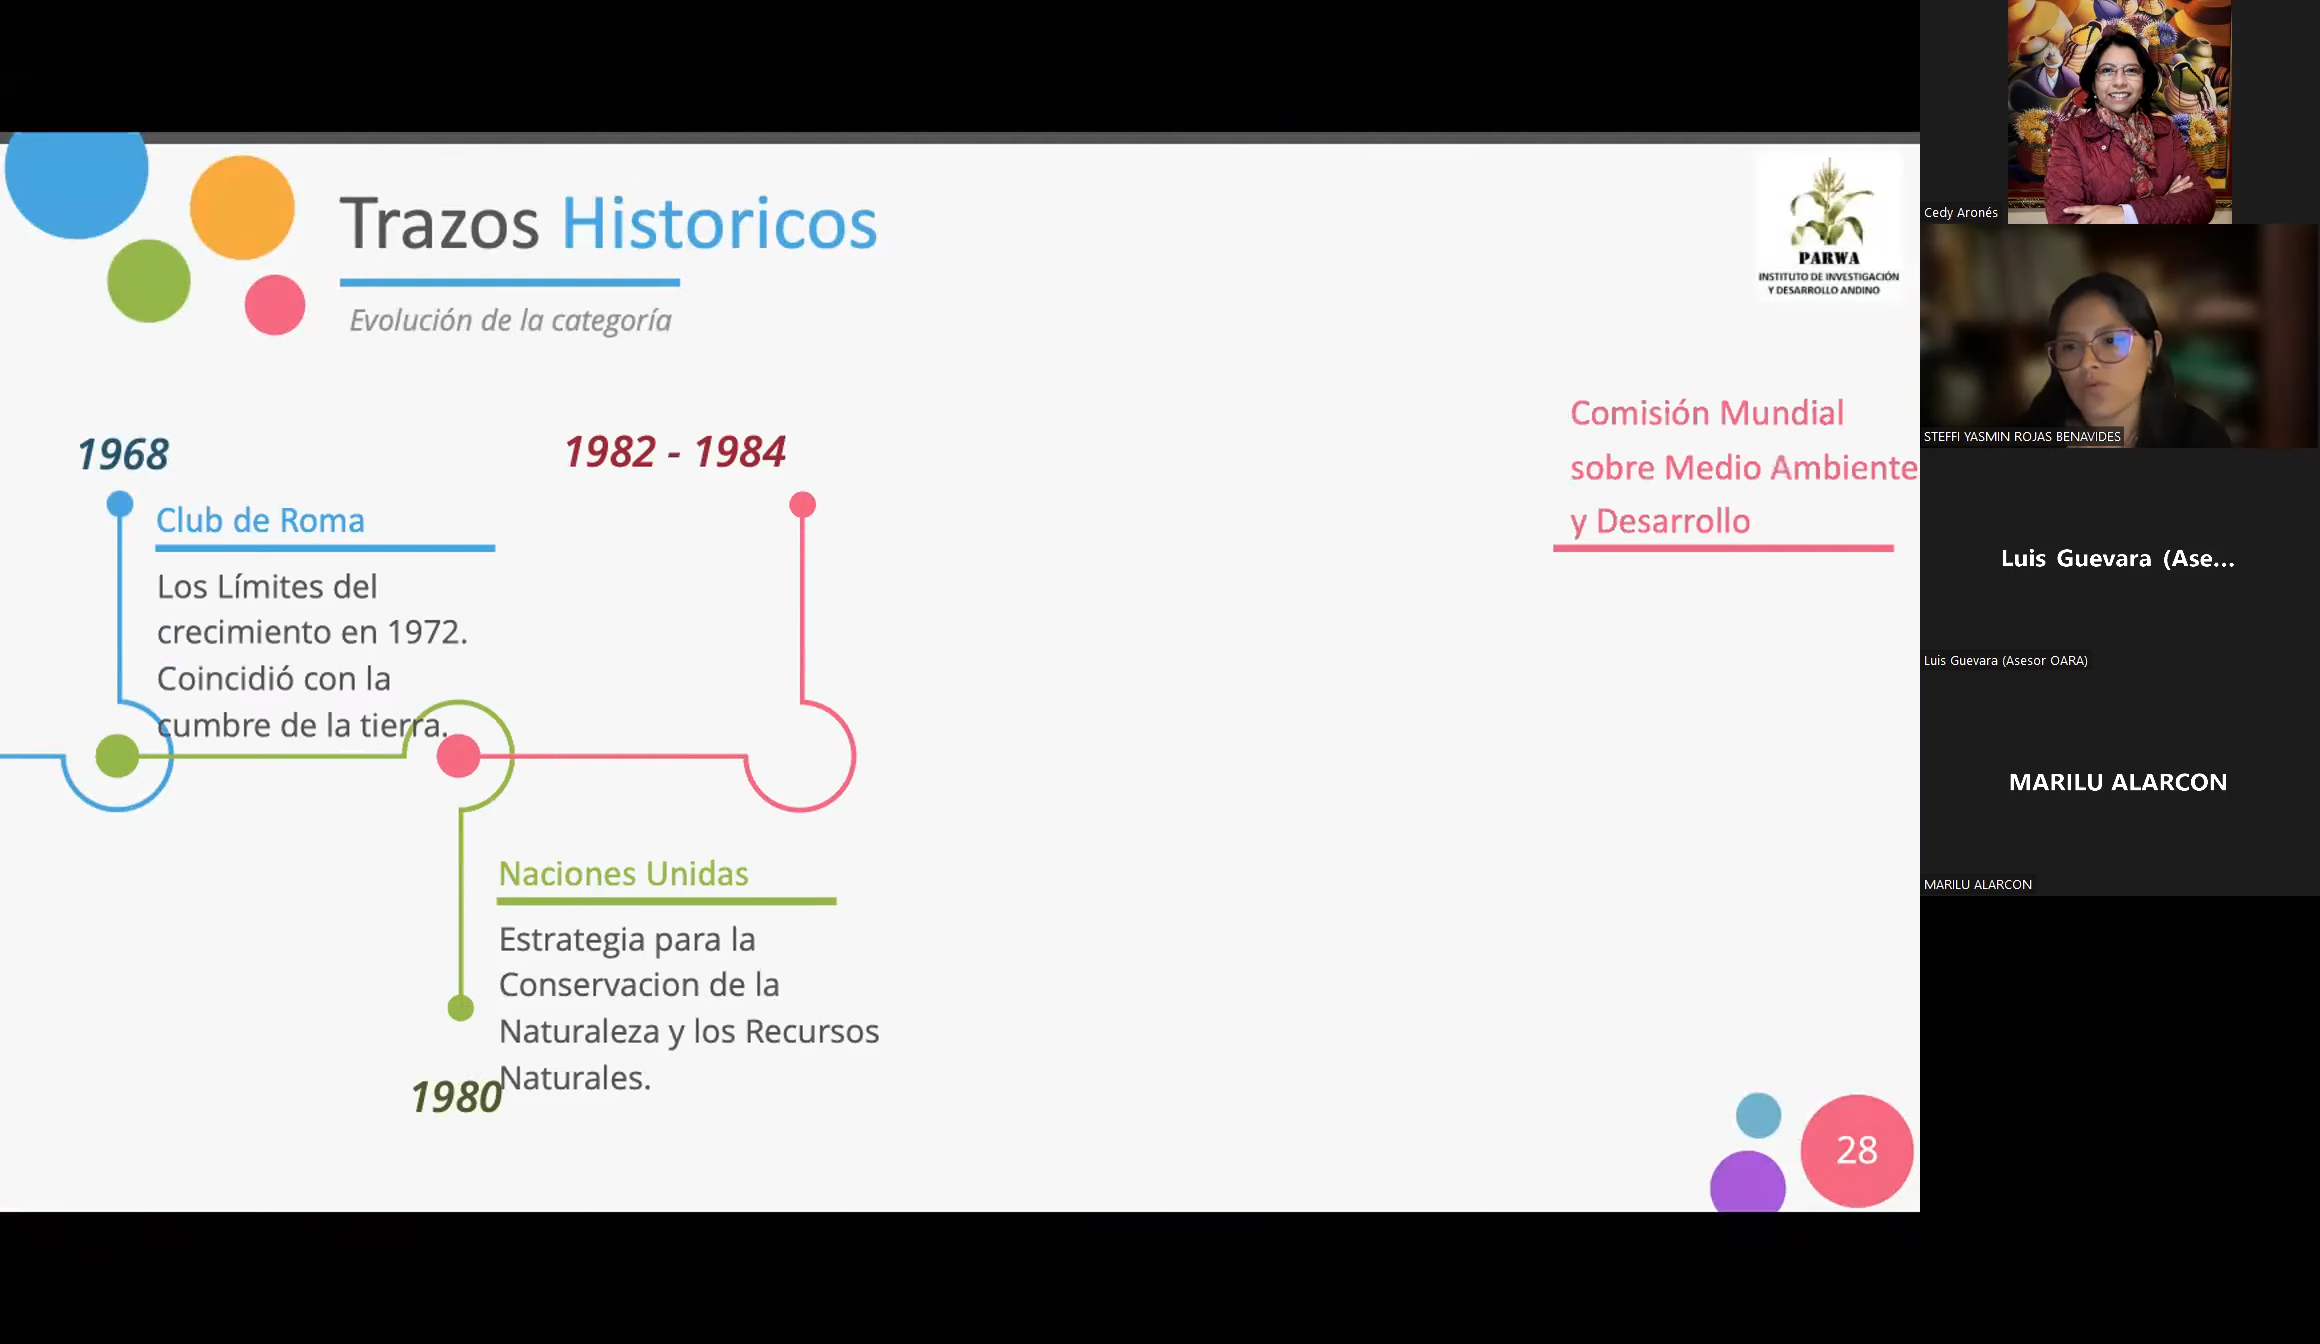 Trazos Historicos
Evolución de la categoría
PARWA
INSTITUTO DE INVESTIGACIÓN
Y DESARROLLO ANDINO
1968
Club de Roma
Los Límites del
crecimiento en 1972.
Coincidió con la
cumbre de la tierra.
1982 - 1984
Comisión Mundial
sobre Medio Ambiente
y Desarrollo
Naciones Unidas
Estrategia para la
Conservacion de la
Naturaleza y los Recursos
Naturales.
1980
28
Cedy Aronés
STEFFI YASMIN ROJAS BENAVIDES
Luis Guevara (Ase...
Luis Guevara (Asesor OARA)
MARILU ALARCON
MARILU ALARCON